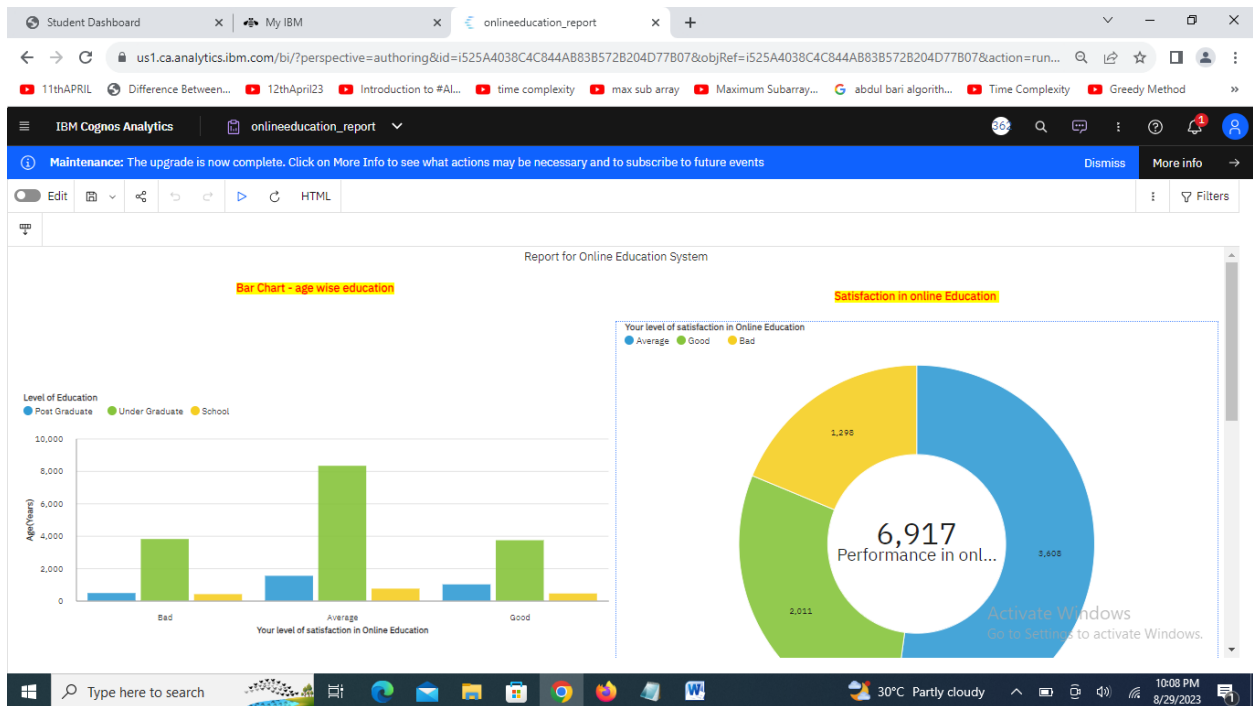 Student Dashboard
My IBM
onlineeducation_report
us1.ca.analytics.ibm.com/bi/?perspective=authoring&id=i525A4038C4C844AB83B572B204D77B07&objRef=i525A4038C4C844AB83B572B204D77B07&action=run...
11thAPRIL Difference Between... 12thApril23 Introduction to #Al... time complexity max sub array Maximum Subarray... abdul bari algorith... Time Complexity Greedy Method »
IBM Cognos Analytics onlineeducation_report 1
Maintenance: The upgrade is now complete. Click on More Info to see what actions may be necessary and to subscribe to future events Dismiss More info
Edit HTML Filters
Report for Online Education System
Bar Chart - age wise education
Satisfaction in online Education
Level of Education
Post Graduate Under Graduate School
10,000
8,000
6,000
4,000
2,000
0
Age(Years)
Bad Average Good
Your level of satisfaction in Online Education
Your level of satisfaction in Online Education
Average Good Bad
1,298
6,917
Performance in onl...
3,608
2,011
Activate Windows
Go to Settings to activate Windows.
Type here to search
30°C Partly cloudy
10:08 PM
8/29/2023
1